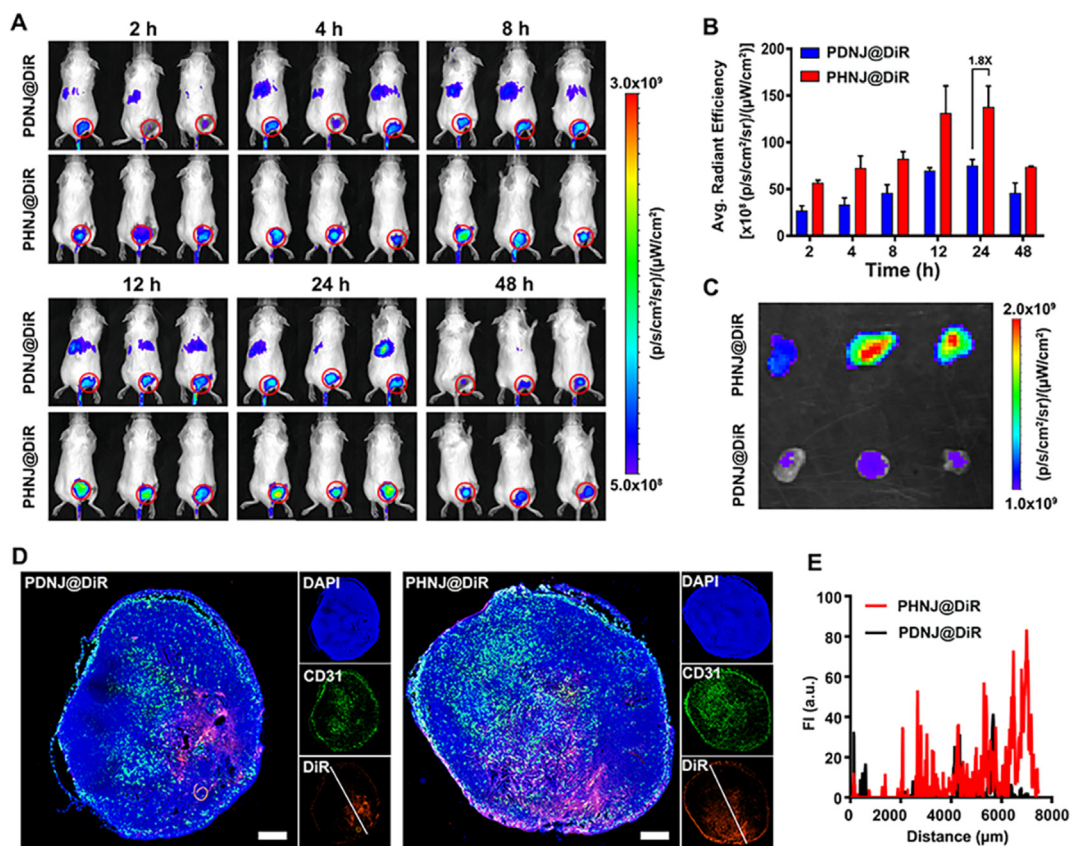 A
2 h
4 h
8 h
PDNJ@DiR
PHNJ@DiR
12 h
24 h
48 h
PDNJ@DiR
PHNJ@DiR
3.0x10⁹
(p/s/cm²/sr)/(µW/cm²)
5.0x10⁸
B
Avg. Radiant Efficiency
[x10⁸ (p/s/cm²/sr)/(µW/cm²)]
200
150
100
50
0
PDNJ@DiR
PHNJ@DiR
1.8X
2 4 8 12 24 48
Time (h)
C
PHNJ@DiR
PDNJ@DiR
2.0x10⁹
(p/s/cm²/sr)/(µW/cm²)
1.0x10⁹
D
PDNJ@DiR
DAPI
CD31
DiR
PHNJ@DiR
DAPI
CD31
DiR
E
FI (a.u.)
100
80
60
40
20
0
PHNJ@DiR
PDNJ@DiR
0 2000 4000 6000 8000
Distance (µm)